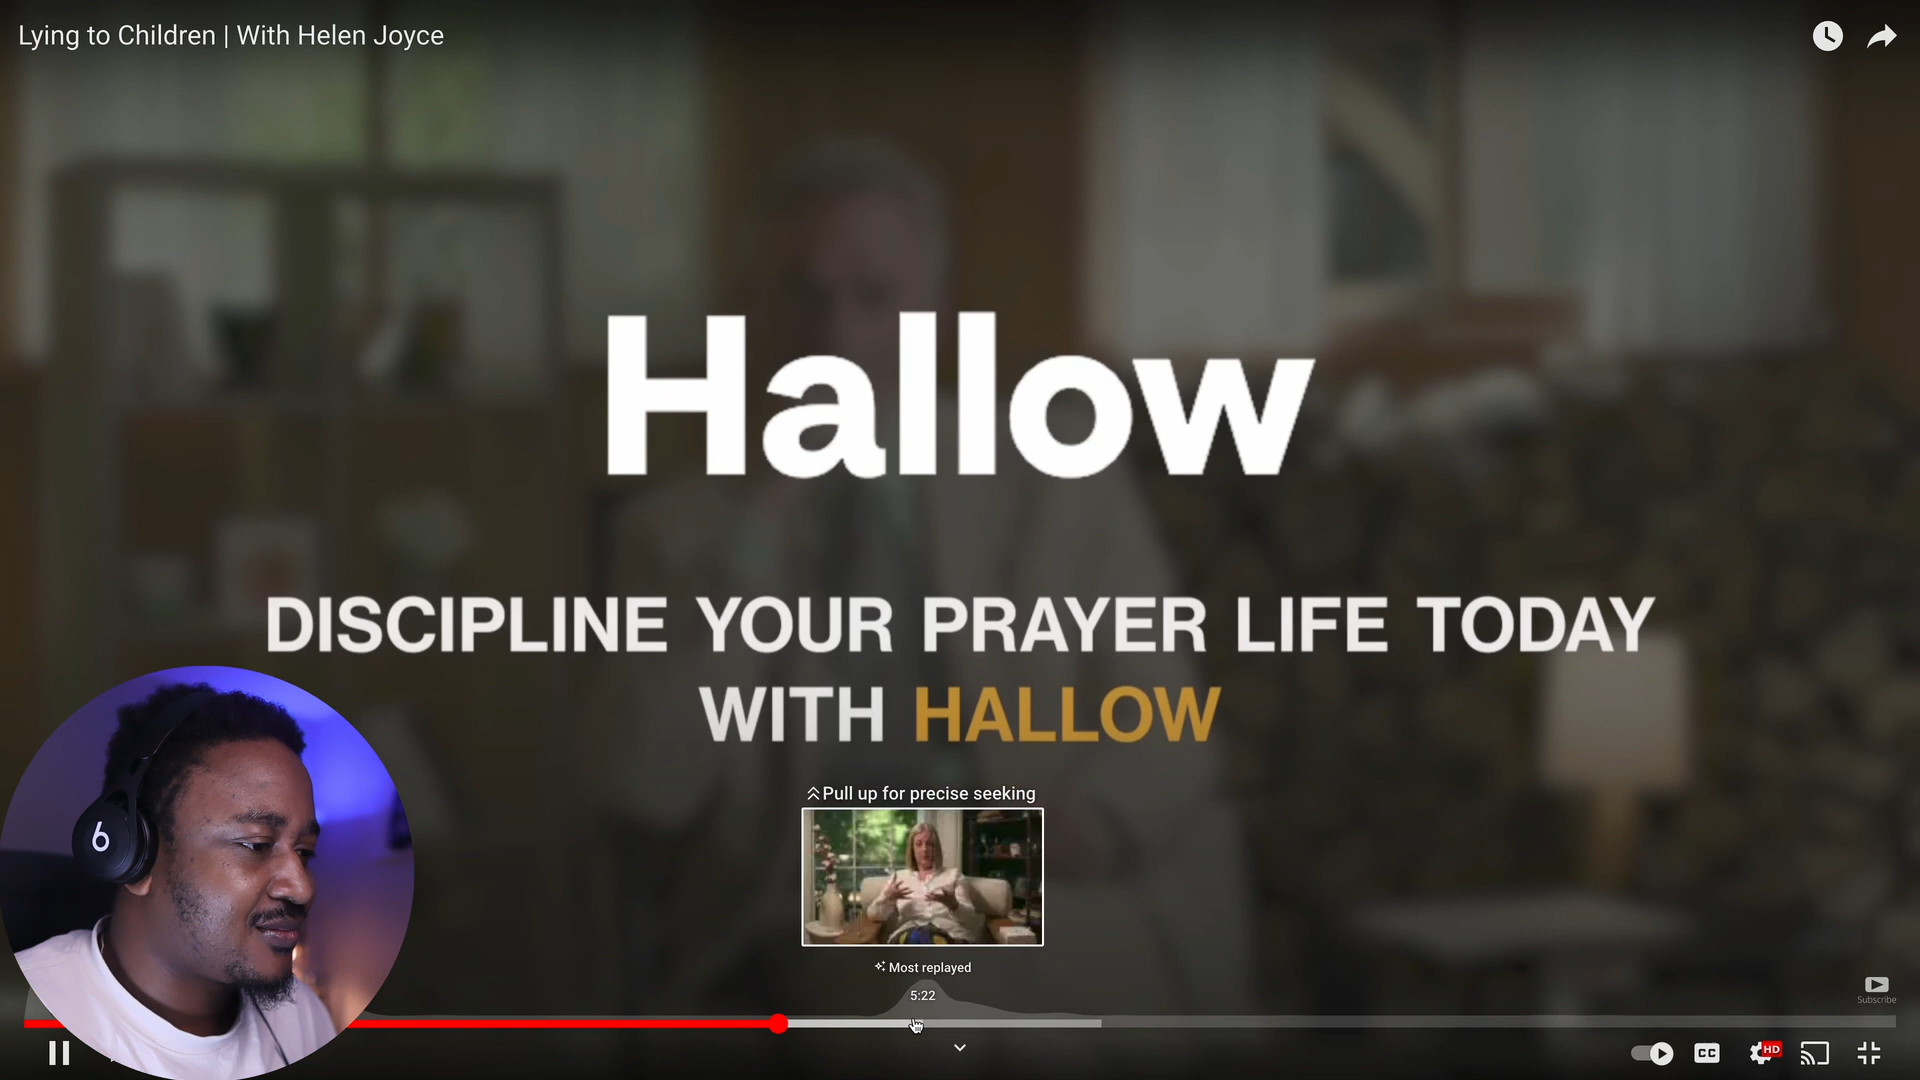 Lying to Children | With Helen Joyce
Hallow
DISCIPLINE YOUR PRAYER LIFE TODAY
WITH HALLOW
Pull up for precise seeking
Most replayed
5:22
Subscribe
CC
HD